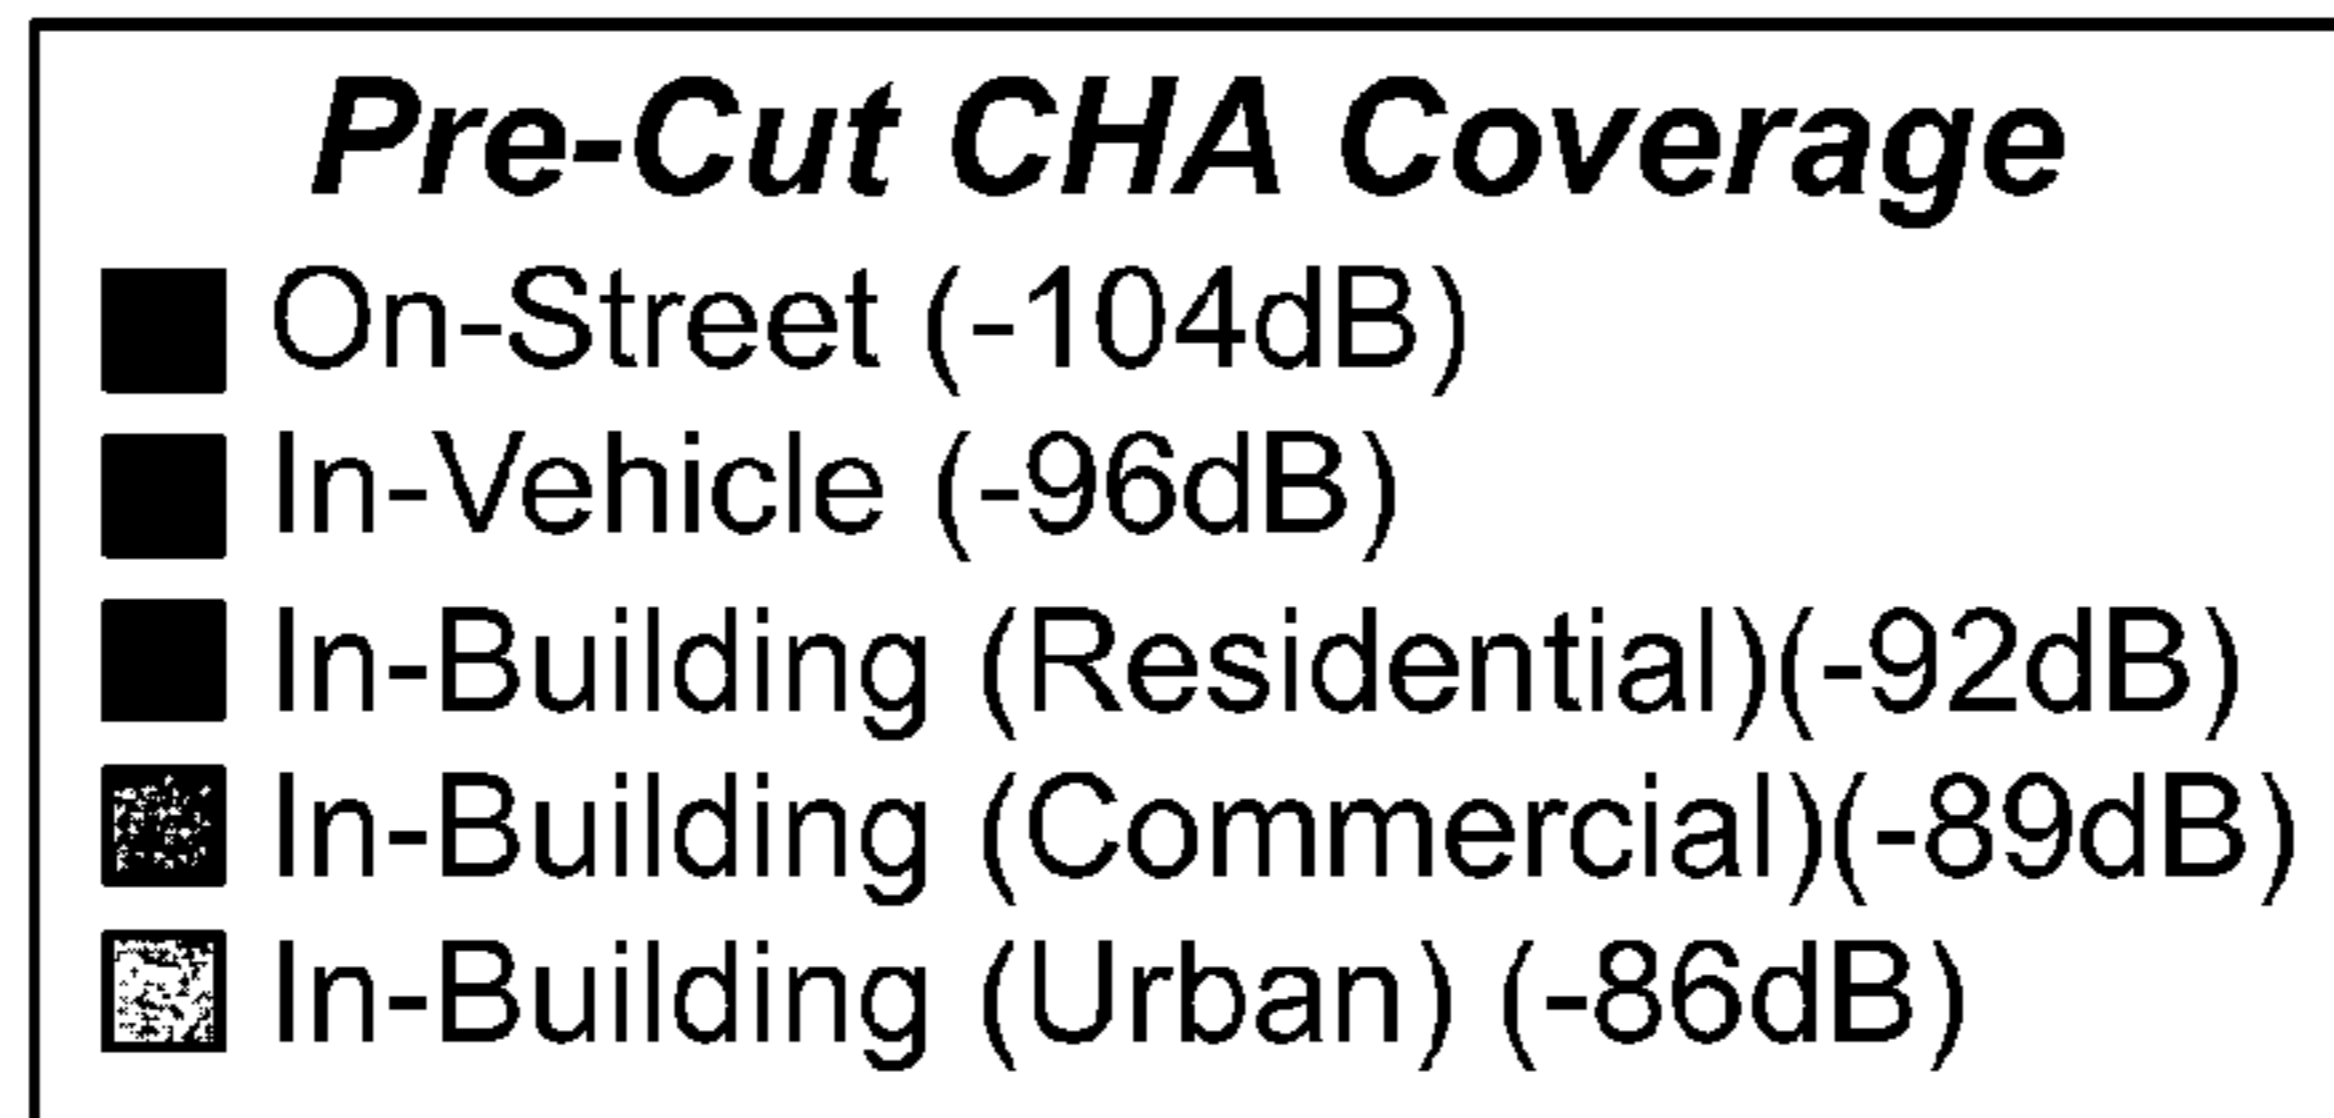 Pre-Cut CHA Coverage
On-Street (-104dB)
In-Vehicle (-96dB)
In-Building (Residential)(-92dB)
In-Building (Commercial)(-89dB)
In-Building (Urban) (-86dB)